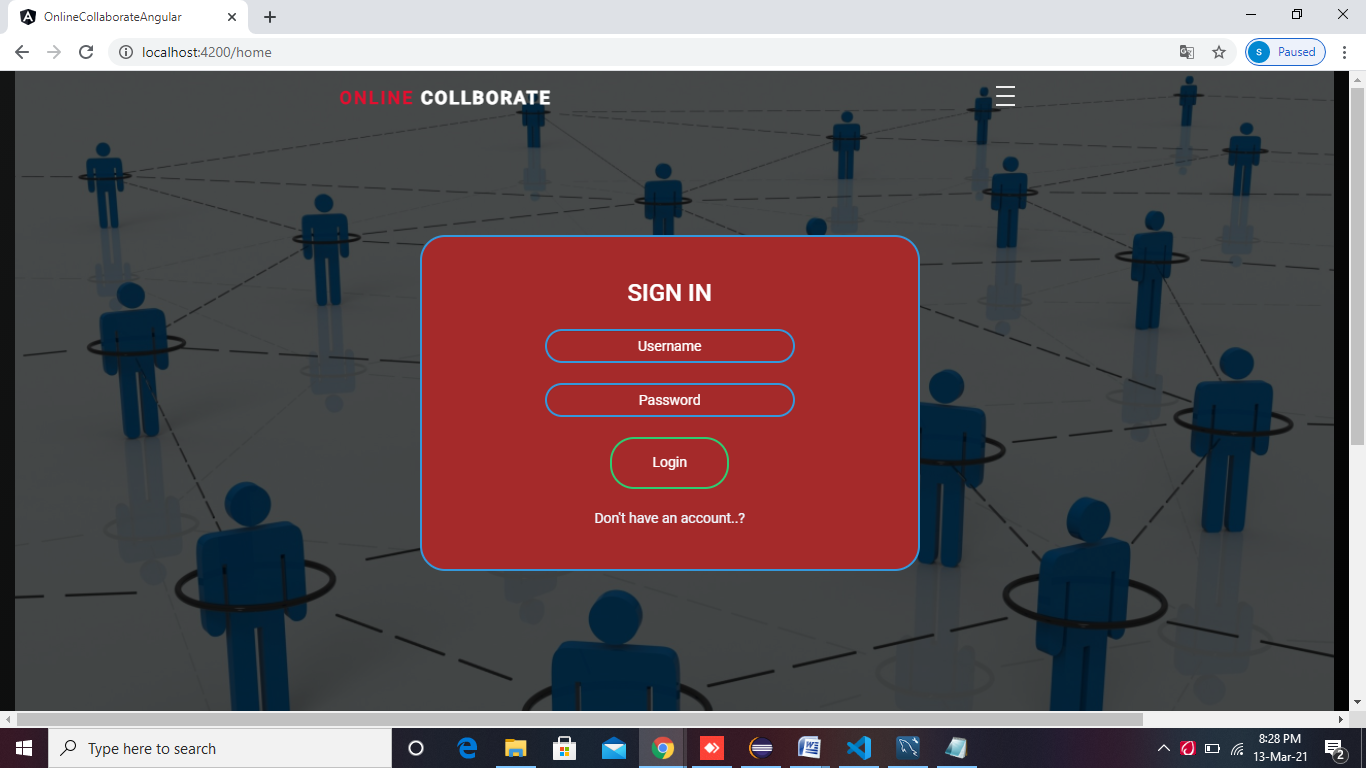 OnlineCollaborateAngular
localhost:4200/home
s Paused
ONLINE COLLBORATE
SIGN IN
Username
Password
Login
Don't have an account..?
Type here to search
8:28 PM
13-Mar-21
2